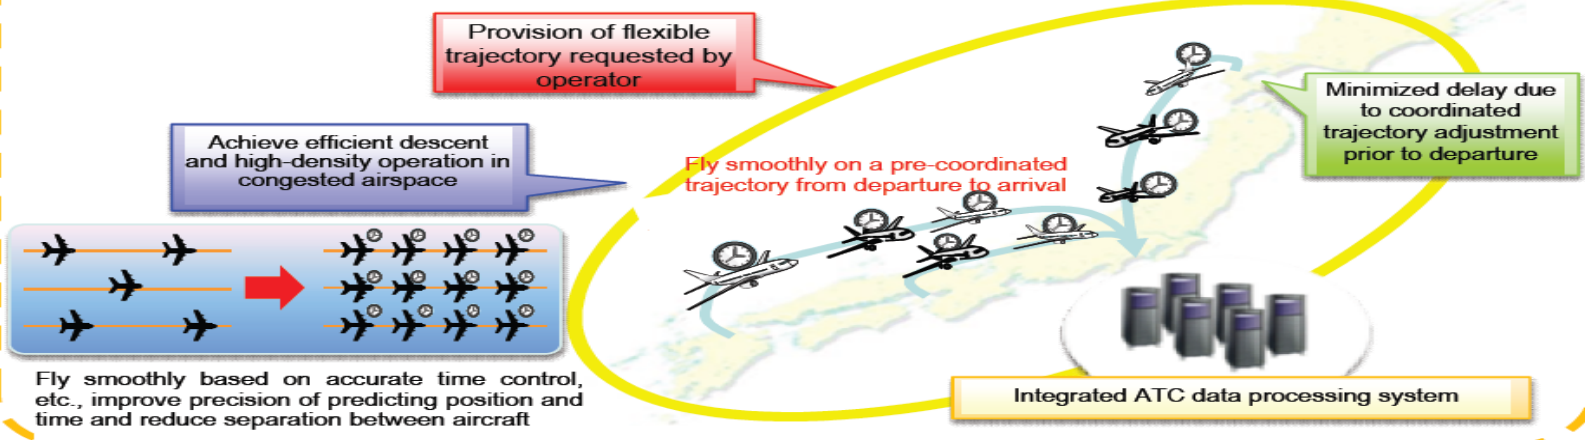 Provision of flexible
trajectory requested by
operator
Minimized delay due
to coordinated
trajectory adjustment
prior to departure
Achieve efficient descent
and high-density operation in
congested airspace
Fly smoothly on a pre-coordinated
trajectory from departure to arrival
Fly smoothly based on accurate time control,
etc., improve precision of predicting position and
time and reduce separation between aircraft
Integrated ATC data processing system